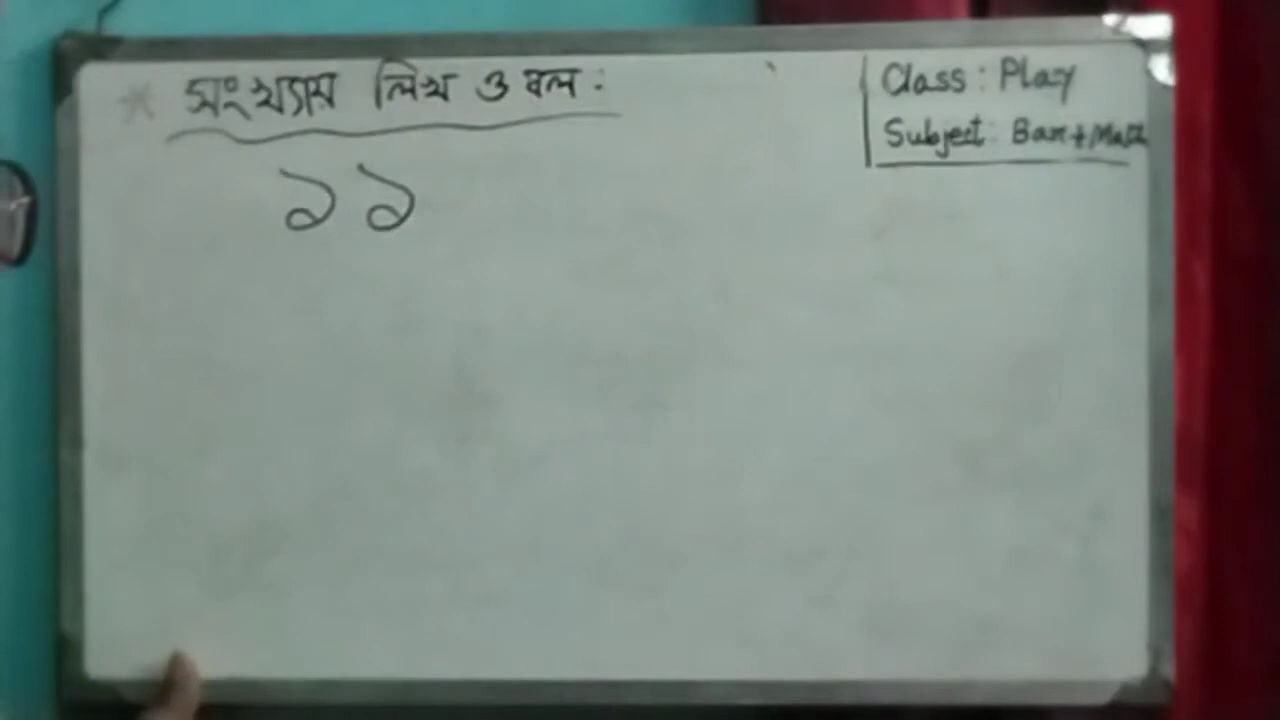 * সংখ্যায় লিখ ও বল :
১১
Class : Play
Subject: Ban + Math